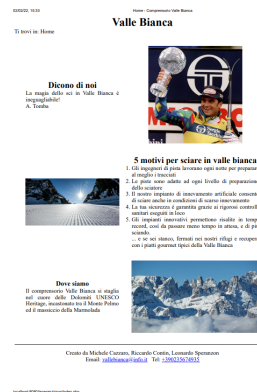 02/02/22, 15:33
Home - Comprensorio Valle Bianca
Valle Bianca
Ti trovi in: Home
Dicono di noi
La magia dello sci in Valle Bianca è
ineguagliabile!
A. Tomba
5 motivi per sciare in valle bianca
1. Gli ingegneri di pista lavorano ogni notte per preparare
al meglio i tracciati
2. Le piste sono adatte ad ogni livello di preparazione
dello sciatore
3. Il nostro impianto di innevamento artificiale consente
di sciare anche in condizioni di scarso innevamento
4. La tua sicurezza è garantita grazie ai rigorosi controlli
sanitari eseguiti in loco
5. Gli impianti innovativi permettono risalite in tempi
record, così da passare meno tempo in attesa, e di più
sciando.
... e se sei stanco, fermati nei nostri rifugi e recupera
con i piatti gourmet tipici della Valle Bianca
Dove siamo
Il comprensorio Valle Bianca si staglia
nel cuore delle Dolomiti UNESCO
Heritage, incastonato tra il Monte Pelmo
ed il massiccio della Marmolada
Creato da Michele Cazzaro, Riccardo Contin, Leonardo Speranzon
Email: vallebianca@info.it Tel: +390235674935